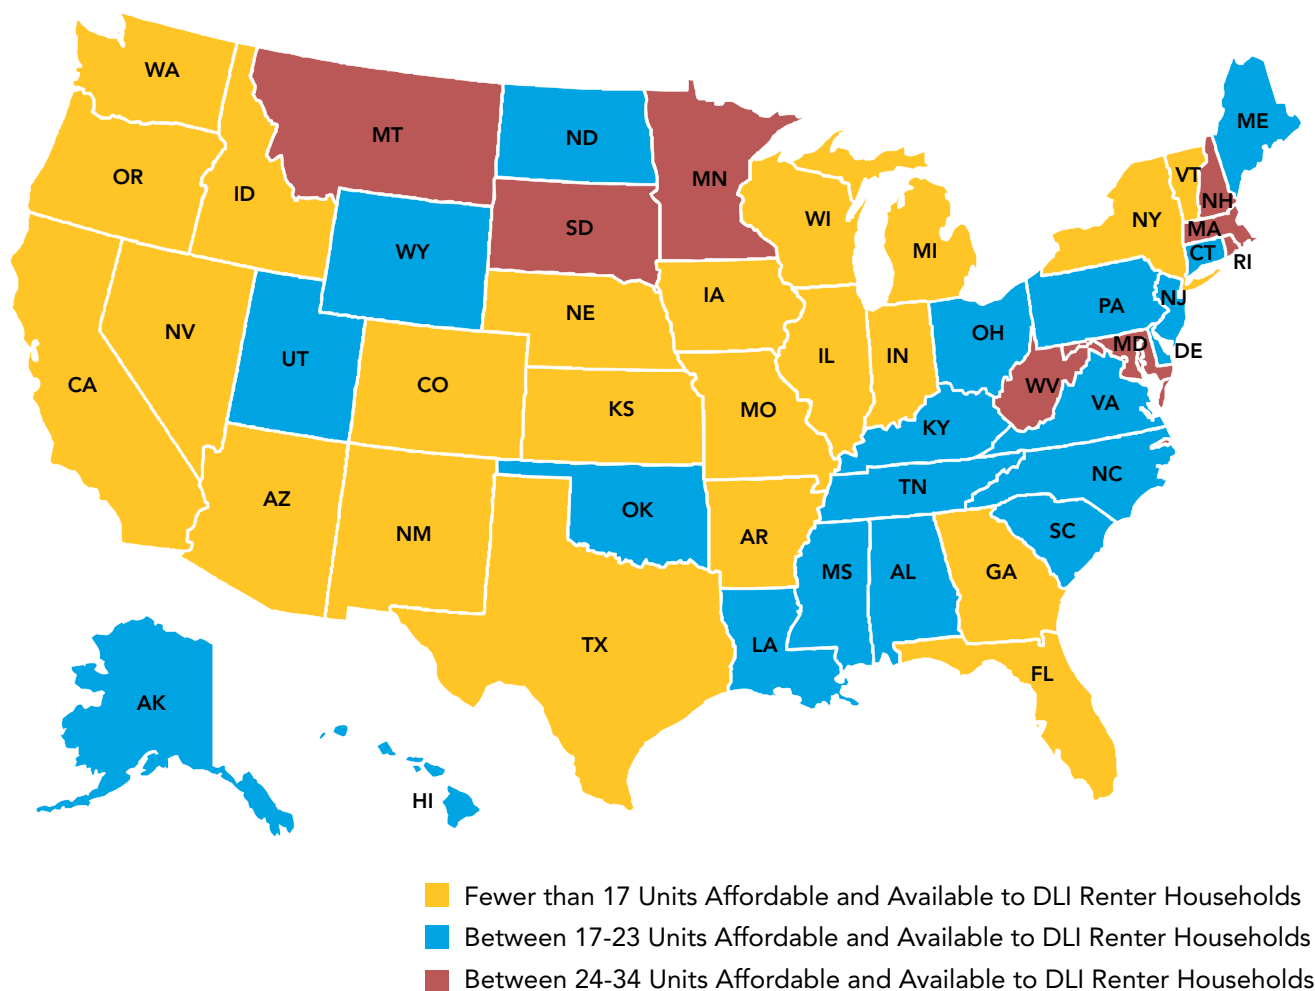 WA
ME
MT
ND
OR
VT
MN
ID
NH
NY
WI
SD
MA
WY
MI
CT
RI
IA
NJ
PA
NE
NV
OH
MD
DE
UT
IL
IN
CA
CO
WV
VA
KS
MO
KY
NC
TN
AZ
OK
SC
NM
AR
MS
AL
GA
TX
LA
FL
AK
HI
Fewer than 17 Units Affordable and Available to DLI Renter Households
Between 17-23 Units Affordable and Available to DLI Renter Households
Between 24-34 Units Affordable and Available to DLI Renter Households